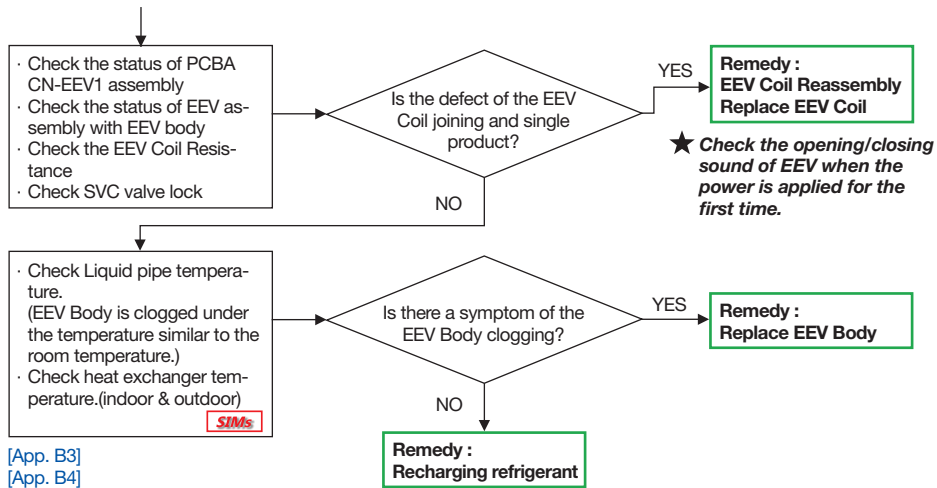 · Check the status of PCBA
CN-EEV1 assembly
· Check the status of EEV as-
sembly with EEV body
· Check the EEV Coil Resis-
tance
· Check SVC valve lock
Is the defect of the EEV
Coil joining and single
product?
YES
Remedy :
EEV Coil Reassembly
Replace EEV Coil
★ Check the opening/closing
sound of EEV when the
power is applied for the
first time.
NO
· Check Liquid pipe tempera-
ture.
(EEV Body is clogged under
the temperature similar to the
room temperature.)
· Check heat exchanger tem-
perature.(indoor & outdoor)
SIMs
Is there a symptom of the
EEV Body clogging?
YES
Remedy :
Replace EEV Body
NO
Remedy :
Recharging refrigerant
[App. B3]
[App. B4]